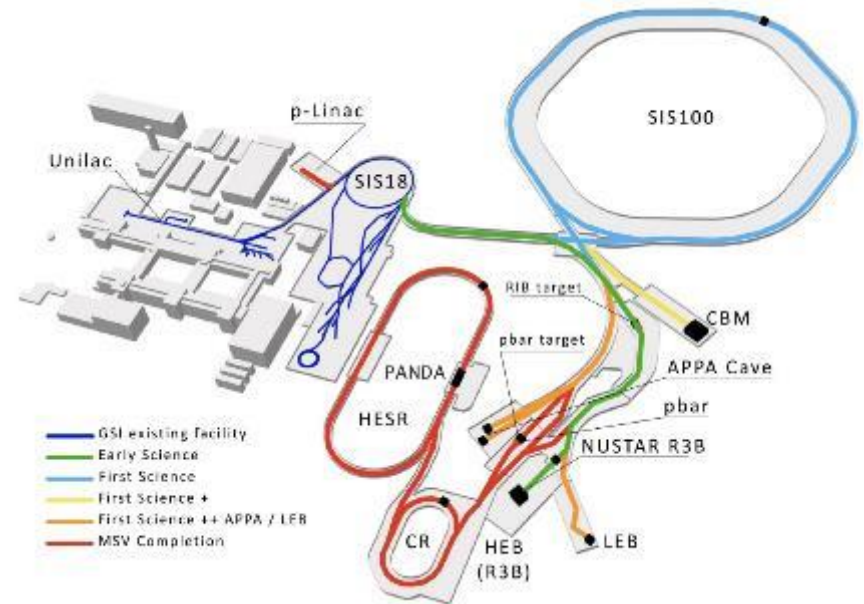 SIS100
p-Linac
Unilac
SIS18
RIB target
CBM
pbar target
APPA Cave
PANDA
pbar
HESR
NUSTAR R3B
GSI existing facility
Early Science
First Science
First Science +
First Science ++ APPA / LEB
MSV Completion
CR
HEB
(R3B)
LEB